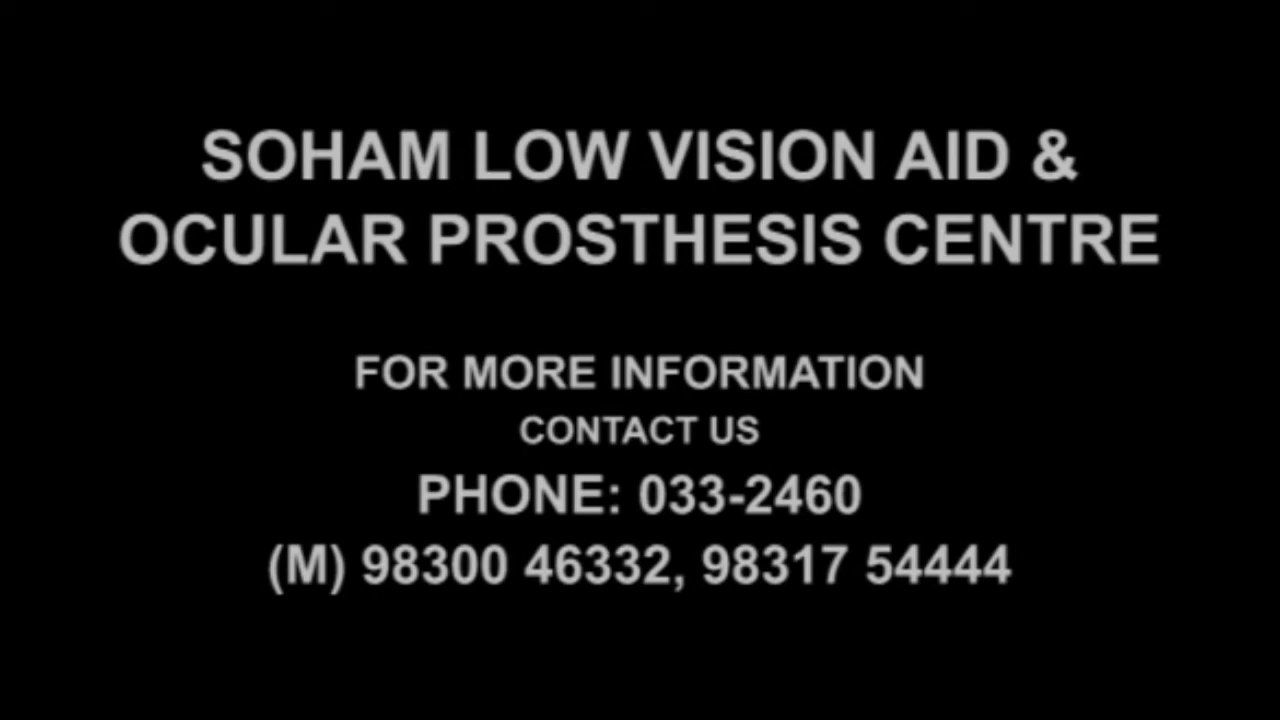 SOHAM LOW VISION AID &
OCULAR PROSTHESIS CENTRE
FOR MORE INFORMATION
CONTACT US
PHONE: 033-2460
(M) 98300 46332, 98317 54444